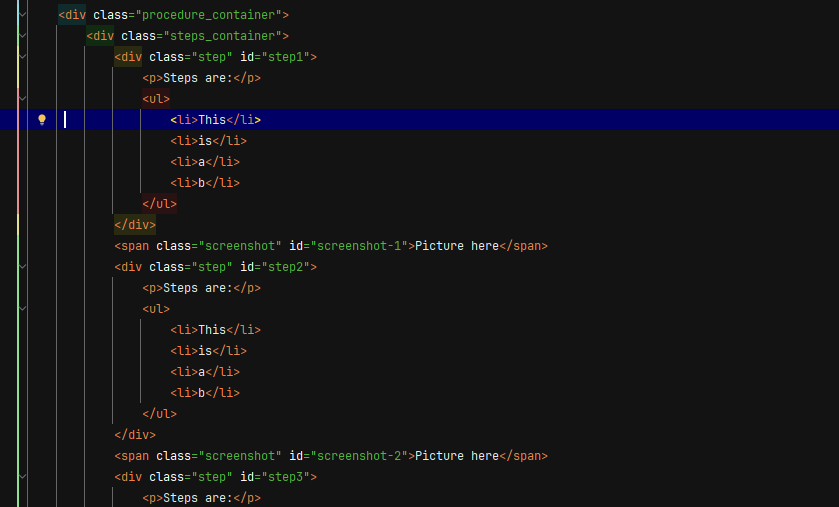 <div class="procedure_container">
<div class="steps_container">
<div class="step" id="step1">
<p>Steps are:</p>
<ul>
<li>This</li>
<li>is</li>
<li>a</li>
<li>b</li>
</ul>
</div>
<span class="screenshot" id="screenshot-1">Picture here</span>
<div class="step" id="step2">
<p>Steps are:</p>
<ul>
<li>This</li>
<li>is</li>
<li>a</li>
<li>b</li>
</ul>
</div>
<span class="screenshot" id="screenshot-2">Picture here</span>
<div class="step" id="step3">
<p>Steps are:</p>